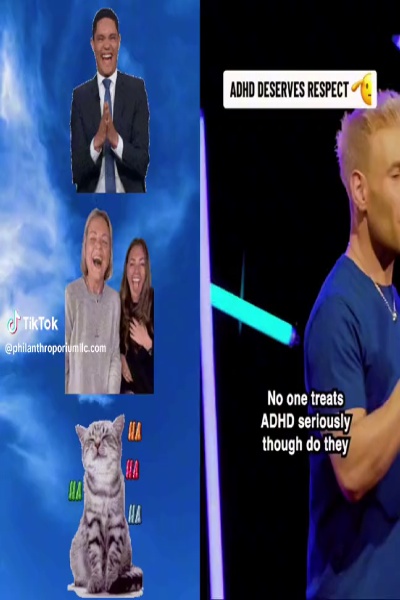 ADHD DESERVES RESPECT
TikTok
@philanthroporiumllc.com
HA
HA
HA
HA
No one treats
ADHD seriously
though do they